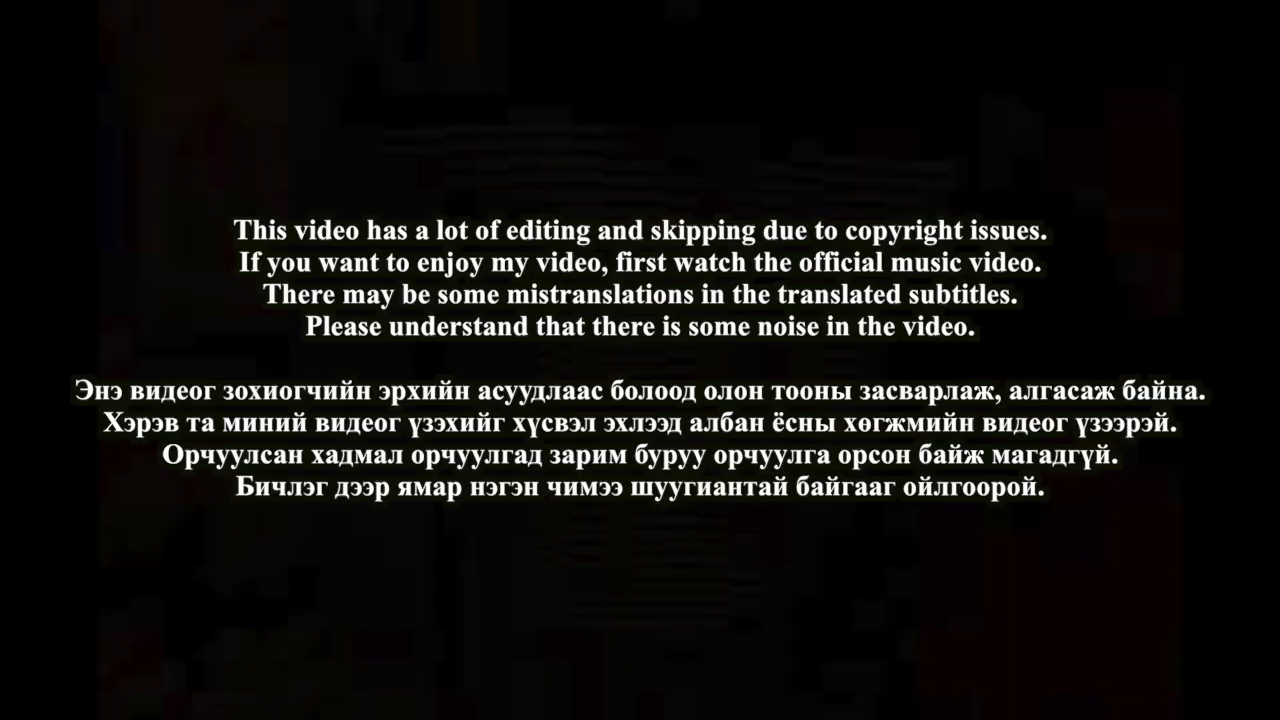 This video has a lot of editing and skipping due to copyright issues.
If you want to enjoy my video, first watch the official music video.
There may be some mistranslations in the translated subtitles.
Please understand that there is some noise in the video.
Энэ видеог зохиогчийн эрхийн асуудлаас болоод олон тооны засварлаж, алгасаж байна.
Хэрэв та миний видеог үзэхийг хүсвэл эхлээд албан ёсны хөгжмийн видеог үзээрэй.
Орчуулсан хадмал орчуулгад зарим буруу орчуулга орсон байж магадгүй.
Бичлэг дээр ямар нэгэн чимээ шуугиантай байгааг ойлгоорой.